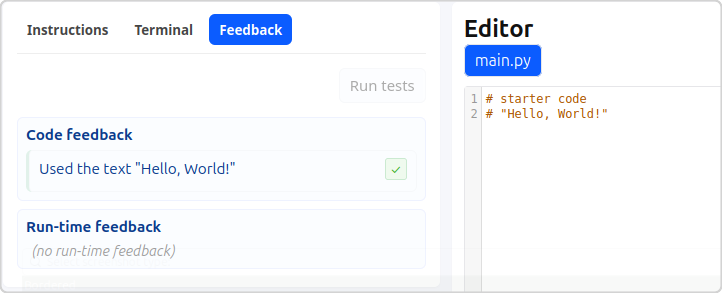 Instructions Terminal Feedback
Run tests
Code feedback
Used the text "Hello, World!"
Run-time feedback
(no run-time feedback)
Editor
main.py
1 # starter code
2 # "Hello, World!"